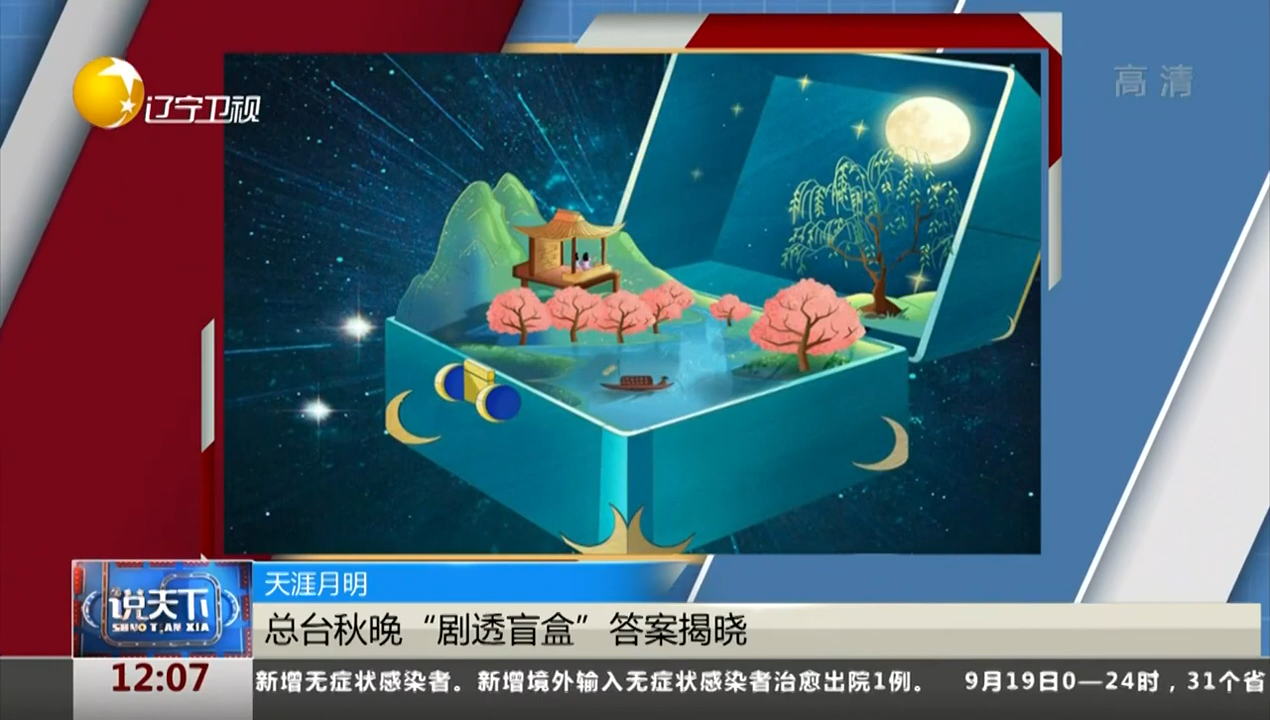 辽宁卫视
高清
天涯月明
总台秋晚“剧透盲盒”答案揭晓
说天下
SHUO TIAN XIA
12:07
新增无症状感染者。新增境外输入无症状感染者治愈出院1例。 9月19日0—24时，31个省